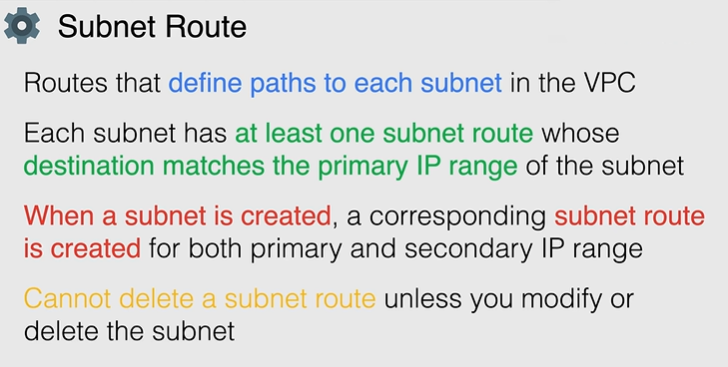 Subnet Route
Routes that define paths to each subnet in the VPC
Each subnet has at least one subnet route whose
destination matches the primary IP range of the subnet
When a subnet is created, a corresponding subnet route
is created for both primary and secondary IP range
Cannot delete a subnet route unless you modify or
delete the subnet